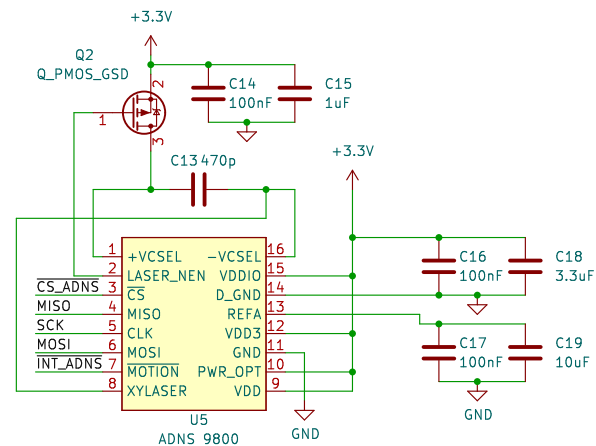 +3.3V
Q2
Q_PMOS_GSD
2
1
3
C14
100nF
C15
1uF
C13 470p
+3.3V
1 +VCSEL -VCSEL 16
2 LASER_NEN VDDIO 15
CS_ADNS 3 CS D_GND 14
MISO 4 MISO REFA 13
SCK 5 CLK VDD3 12
MOSI 6 MOSI GND 11
INT_ADNS 7 MOTION PWR_OPT 10
8 XYLASER VDD 9
U5
ADNS 9800
C16
100nF
C18
3.3uF
C17
100nF
C19
10uF
GND
GND